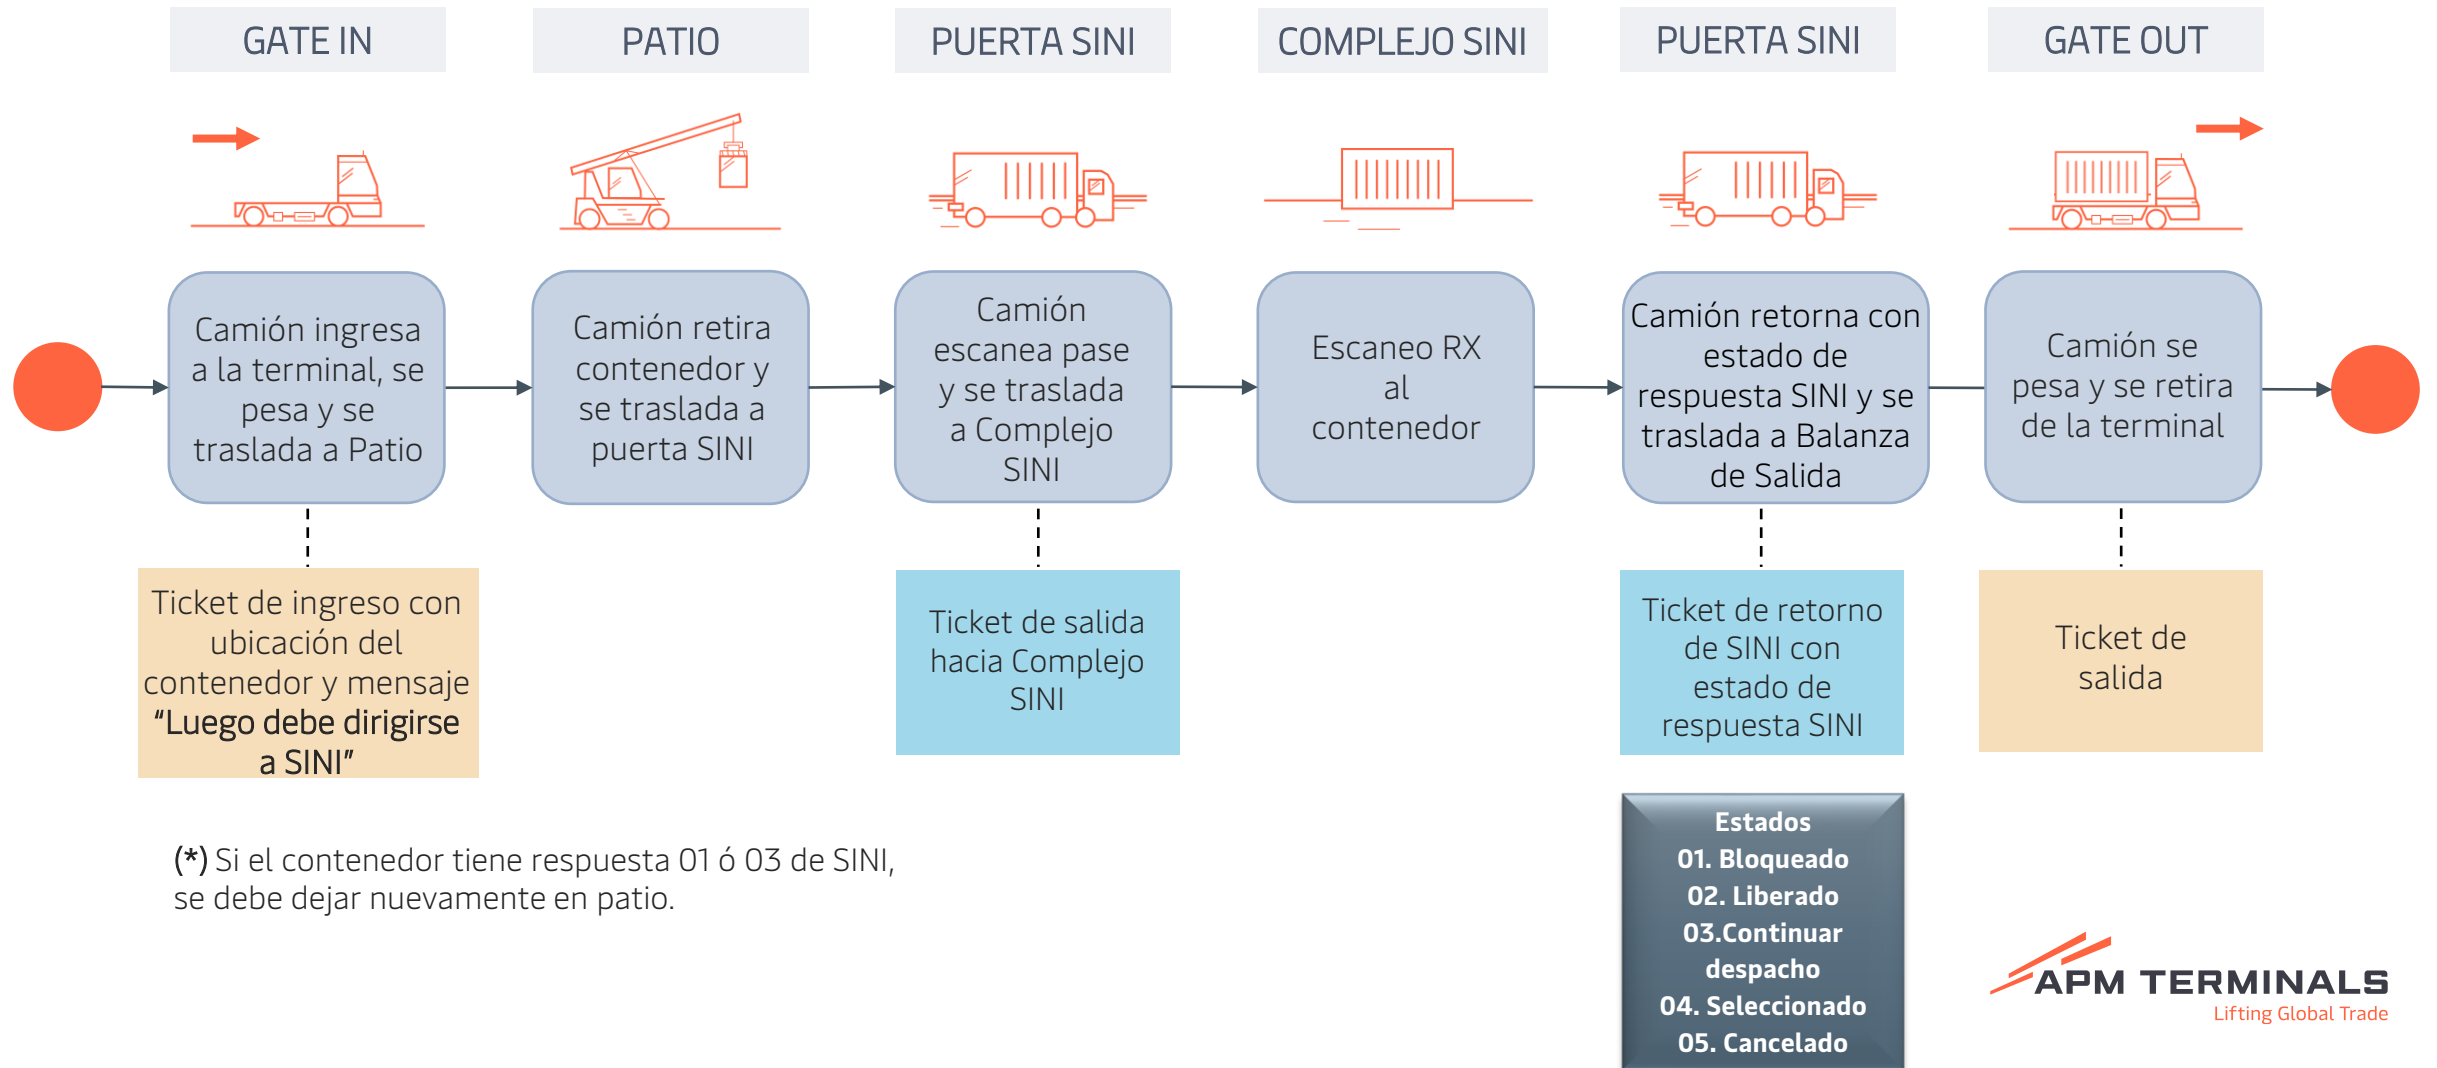 GATE IN
PATIO
PUERTA SINI
COMPLEJO SINI
PUERTA SINI
GATE OUT
Camión ingresa
a la terminal, se
pesa y se
traslada a Patio
Camión retira
contenedor y
se traslada a
puerta SINI
Camión
escanea pase
y se traslada
a Complejo
SINI
Escaneo RX
al
contenedor
Camión retorna con
estado de
respuesta SINI y se
traslada a Balanza
de Salida
Camión se
pesa y se retira
de la terminal
Ticket de ingreso con
ubicación del
contenedor y mensaje
“Luego debe dirigirse
a SINI”
Ticket de salida
hacia Complejo
SINI
Ticket de retorno
de SINI con
estado de
respuesta SINI
Ticket de
salida
(*) Si el contenedor tiene respuesta 01 ó 03 de SINI,
se debe dejar nuevamente en patio.
Estados
01. Bloqueado
02. Liberado
03.Continuar
despacho
04. Seleccionado
05. Cancelado
APM TERMINALS
Lifting Global Trade